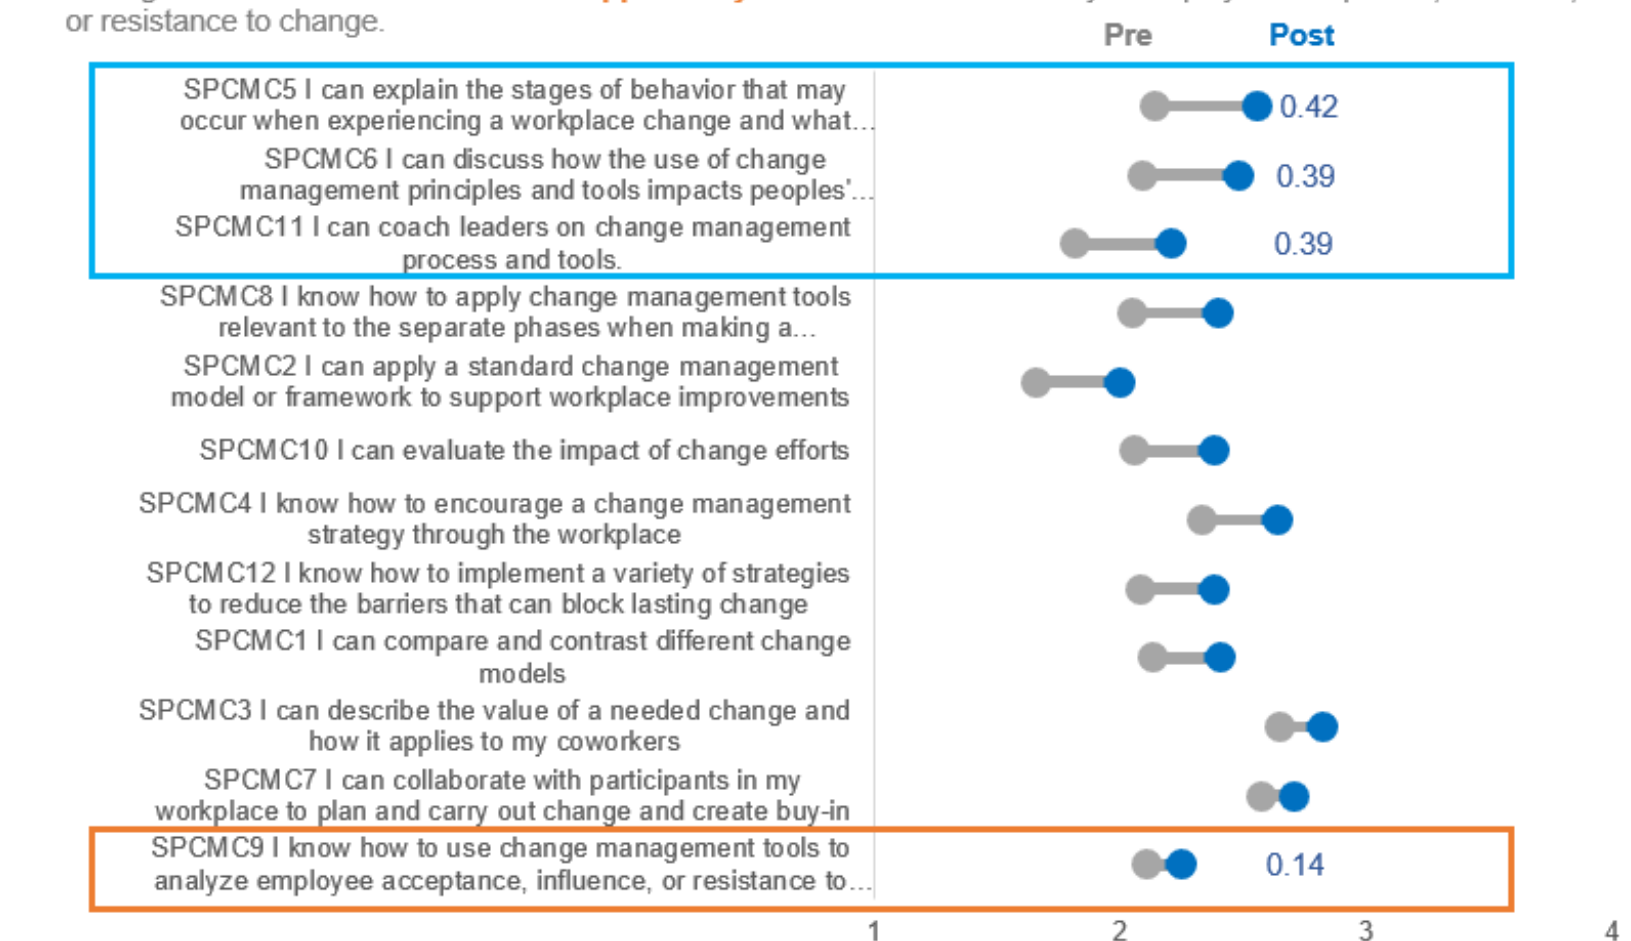 or resistance to change.
Pre Post
SPCMC5 I can explain the stages of behavior that may
occur when experiencing a workplace change and what...
0.42
SPCMC6 I can discuss how the use of change
management principles and tools impacts peoples'...
0.39
SPCMC11 I can coach leaders on change management
process and tools.
0.39
SPCMC8 I know how to apply change management tools
relevant to the separate phases when making a...
SPCMC2 I can apply a standard change management
model or framework to support workplace improvements
SPCMC10 I can evaluate the impact of change efforts
SPCMC4 I know how to encourage a change management
strategy through the workplace
SPCMC12 I know how to implement a variety of strategies
to reduce the barriers that can block lasting change
SPCMC1 I can compare and contrast different change
models
SPCMC3 I can describe the value of a needed change and
how it applies to my coworkers
SPCMC7 I can collaborate with participants in my
workplace to plan and carry out change and create buy-in
SPCMC9 I know how to use change management tools to
analyze employee acceptance, influence, or resistance to...
0.14
1 2 3 4